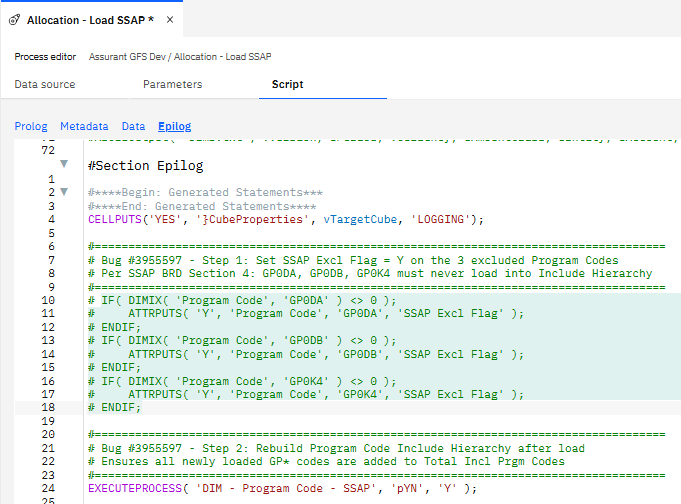 Allocation - Load SSAP * ×
Process editor Assurant GFS Dev / Allocation - Load SSAP
Data source Parameters Script
Prolog Metadata Data Epilog
72
#Section Epilog
1
2 #****Begin: Generated Statements***
3 #****End: Generated Statements****
4 CELLPUTS('YES', '}CubeProperties', vTargetCube, 'LOGGING');
5
6 #================================================================================
7 # Bug #3955597 - Step 1: Set SSAP Excl Flag = Y on the 3 excluded Program Codes
8 # Per SSAP BRD Section 4: GP0DA, GP0DB, GP0K4 must never load into Include Hierarchy
9 #================================================================================
10 # IF( DIMIX( 'Program Code', 'GP0DA' ) <> 0 );
11 #     ATTRPUTS( 'Y', 'Program Code', 'GP0DA', 'SSAP Excl Flag' );
12 # ENDIF;
13 # IF( DIMIX( 'Program Code', 'GP0DB' ) <> 0 );
14 #     ATTRPUTS( 'Y', 'Program Code', 'GP0DB', 'SSAP Excl Flag' );
15 # ENDIF;
16 # IF( DIMIX( 'Program Code', 'GP0K4' ) <> 0 );
17 #     ATTRPUTS( 'Y', 'Program Code', 'GP0K4', 'SSAP Excl Flag' );
18 # ENDIF;
19
20 #================================================================================
21 # Bug #3955597 - Step 2: Rebuild Program Code Include Hierarchy after load
22 # Ensures all newly loaded GP* codes are added to Total Incl Prgm Codes
23 #================================================================================
24 EXECUTEPROCESS( 'DIM - Program Code - SSAP', 'pYN', 'Y' );
25